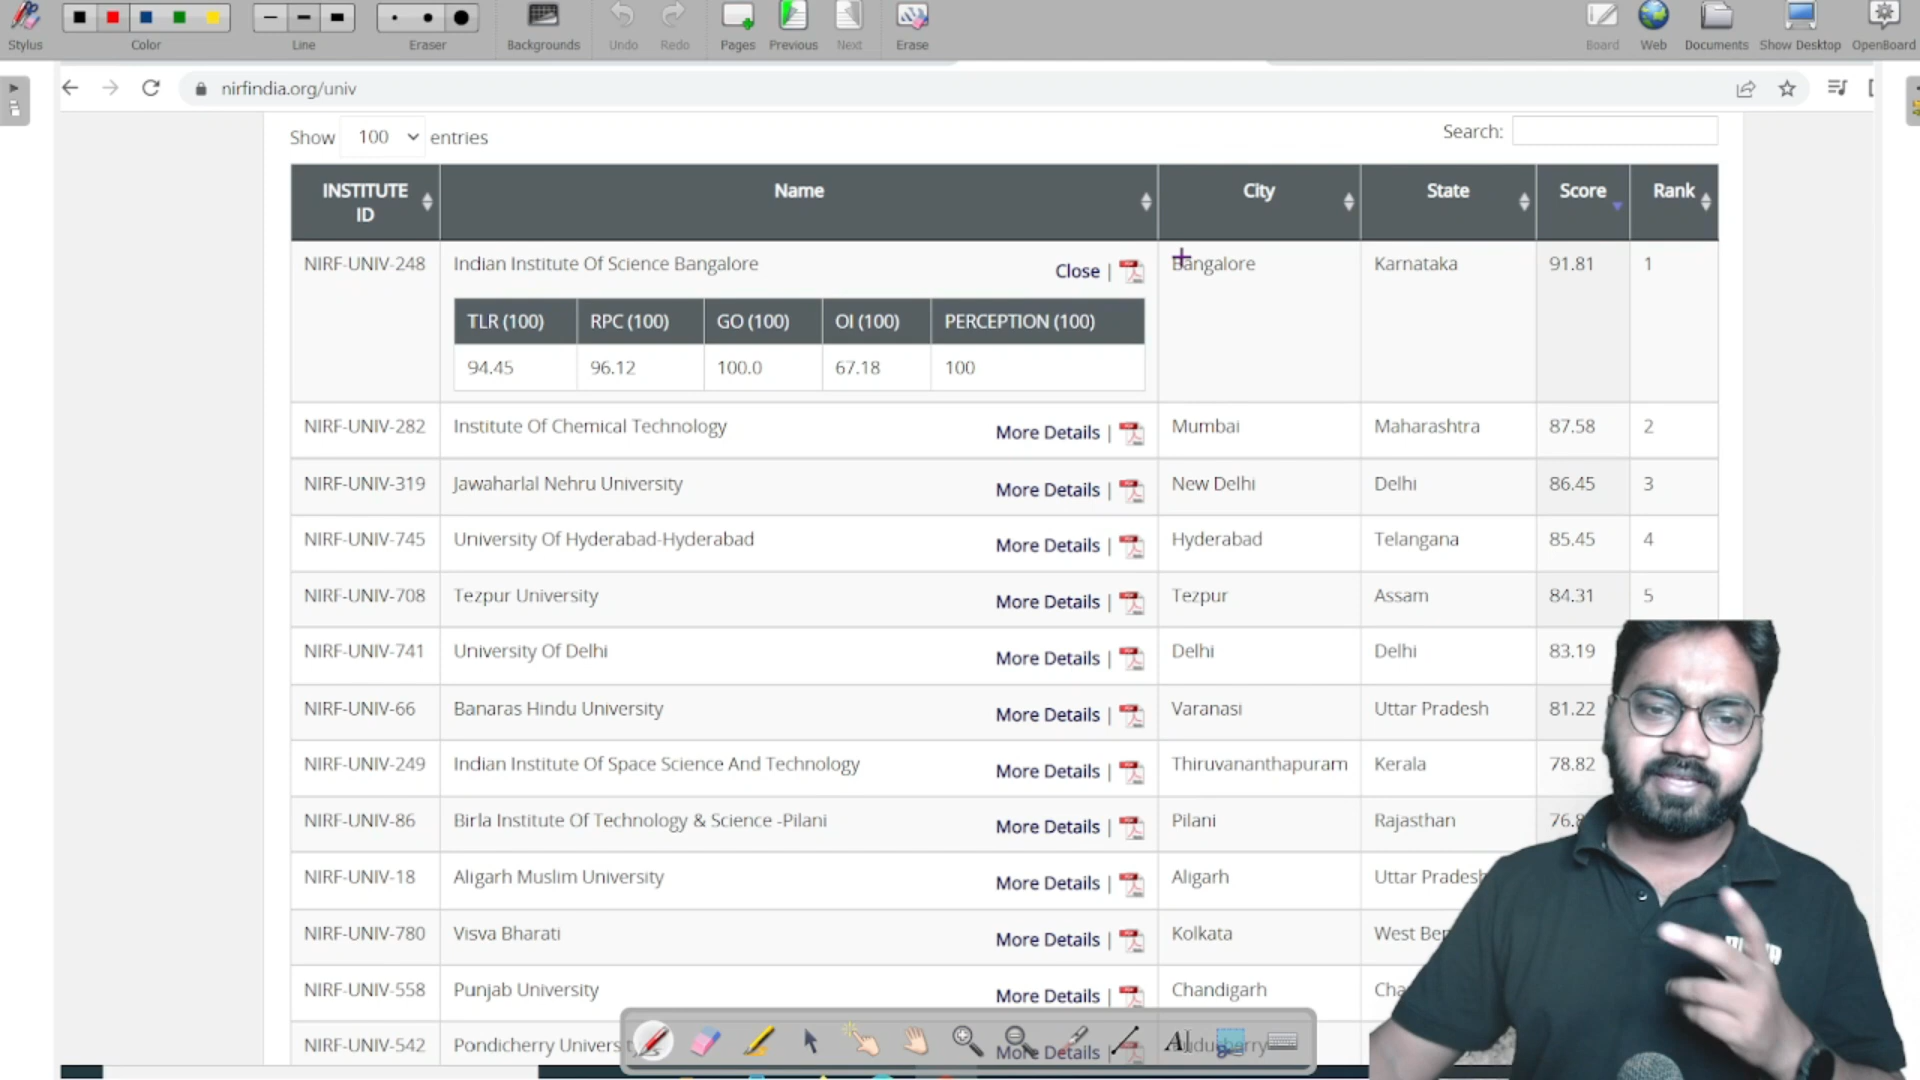 Stylus Color Line Eraser Backgrounds Undo Redo Pages Previous Next Erase Board Web Documents Show Desktop OpenBoard
nirfindia.org/univ
Show 100 entries Search:
INSTITUTE ID Name City State Score Rank
NIRF-UNIV-248 Indian Institute Of Science Bangalore Close | Bangalore Karnataka 91.81 1
TLR (100) RPC (100) GO (100) OI (100) PERCEPTION (100)
94.45 96.12 100.0 67.18 100
NIRF-UNIV-282 Institute Of Chemical Technology More Details | Mumbai Maharashtra 87.58 2
NIRF-UNIV-319 Jawaharlal Nehru University More Details | New Delhi Delhi 86.45 3
NIRF-UNIV-745 University Of Hyderabad-Hyderabad More Details | Hyderabad Telangana 85.45 4
NIRF-UNIV-708 Tezpur University More Details | Tezpur Assam 84.31 5
NIRF-UNIV-741 University Of Delhi More Details | Delhi Delhi 83.19
NIRF-UNIV-66 Banaras Hindu University More Details | Varanasi Uttar Pradesh 81.22
NIRF-UNIV-249 Indian Institute Of Space Science And Technology More Details | Thiruvananthapuram Kerala 78.82
NIRF-UNIV-86 Birla Institute Of Technology & Science -Pilani More Details | Pilani Rajasthan
NIRF-UNIV-18 Aligarh Muslim University More Details | Aligarh Uttar Pradesh
NIRF-UNIV-780 Visva Bharati More Details | Kolkata West
NIRF-UNIV-558 Punjab University More Details | Chandigarh
NIRF-UNIV-542 Pondicherry More Details